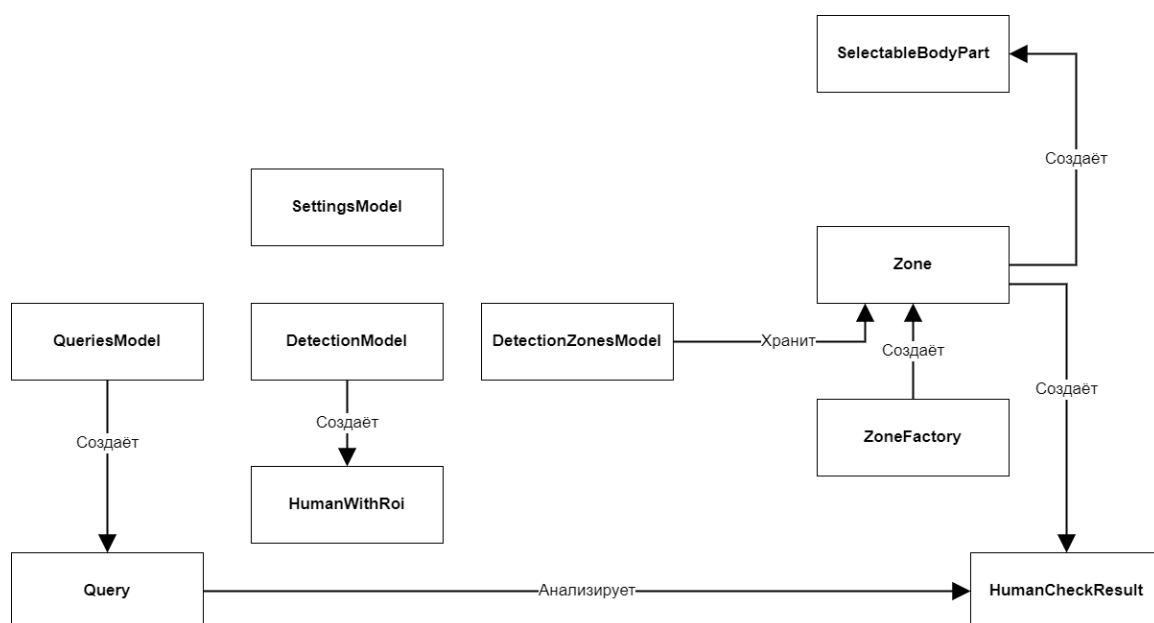 SelectableBodyPart
Создаёт
SettingsModel
Zone
QueriesModel
DetectionModel
DetectionZonesModel
Хранит
Создаёт
Создаёт
Создаёт
Создаёт
ZoneFactory
HumanWithRoi
Query
Анализирует
HumanCheckResult